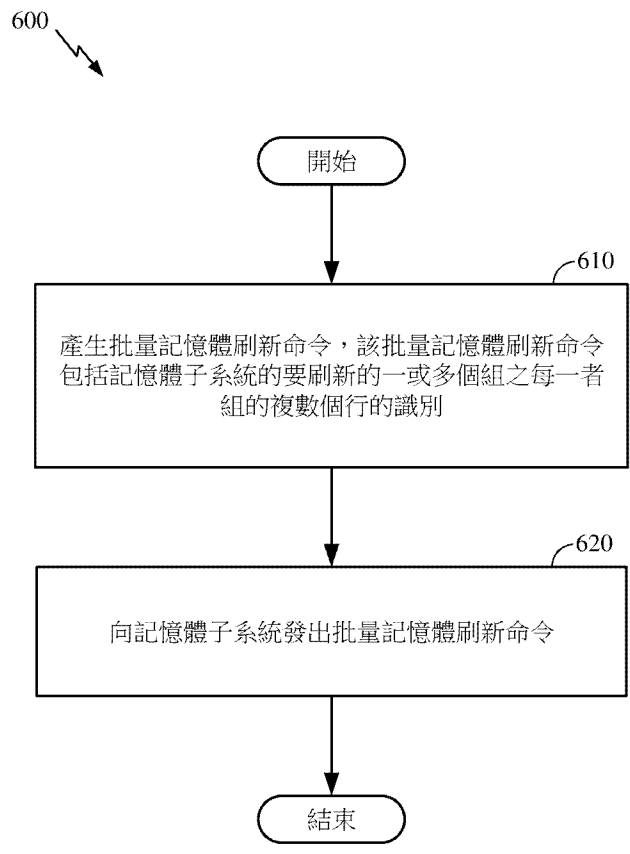 600
開始
610
產生批量記憶體刷新命令，該批量記憶體刷新命令
包括記憶體子系統的要刷新的一或多個組之每一者
組的複數個行的識別
620
向記憶體子系統發出批量記憶體刷新命令
結束